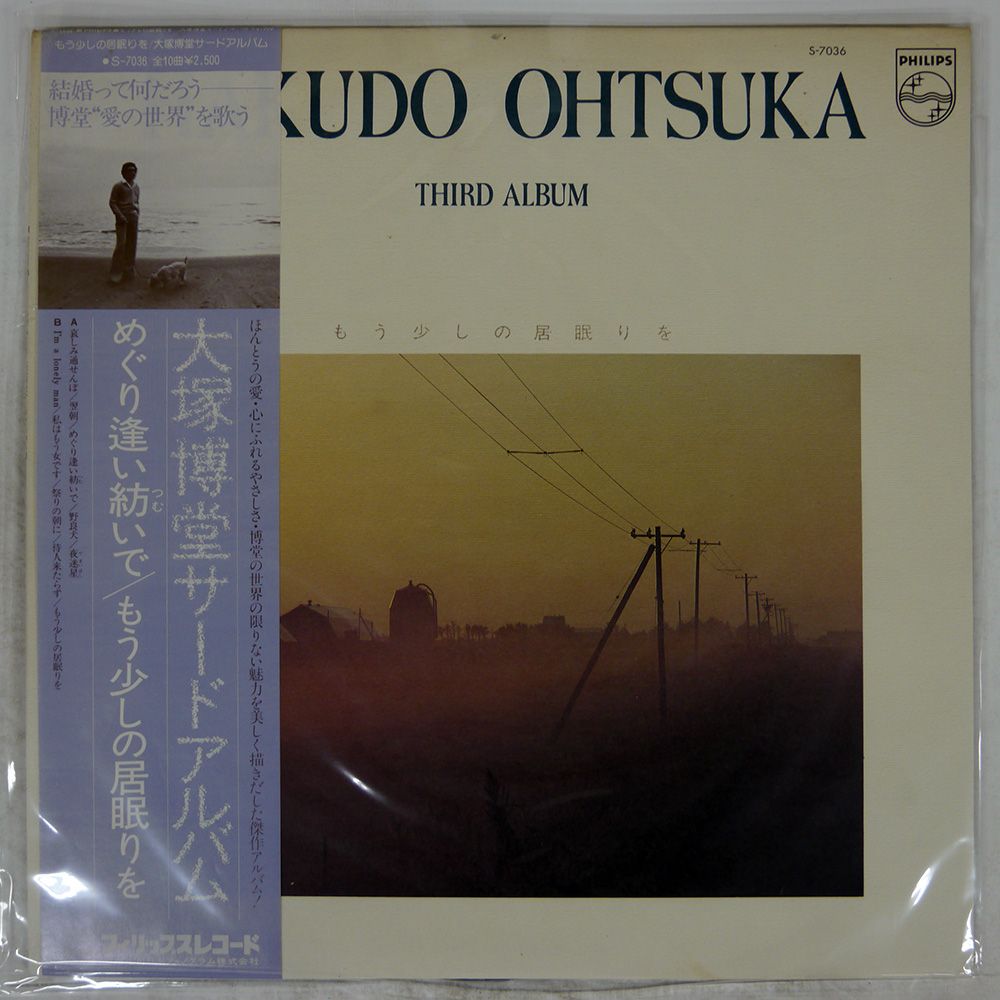 もう少しの居眠りを/大塚博堂サードアルバム
●S-7036 全10曲¥2,500
結婚って何だろう――
博堂“愛の世界”を歌う
ほんとうの愛・心にふれるやさしさ・博堂の世界の限りない魅力を美しく描きだした傑作アルバム!
大塚博堂サードアルバム
めぐり逢い紡いで/もう少しの居眠りを
つむ
A 哀しみ通せんぼ/翌朝/めぐり逢い紡いで/野良犬/夜迷星
B I'm a lonely man/私はもう女です/祭りの朝に/待人来たらず/もう少しの居眠りを
フィリップスレコード
グラム株式会社
S-7036
PHILIPS
KUDO OHTSUKA
THIRD ALBUM
もう少しの居眠りを